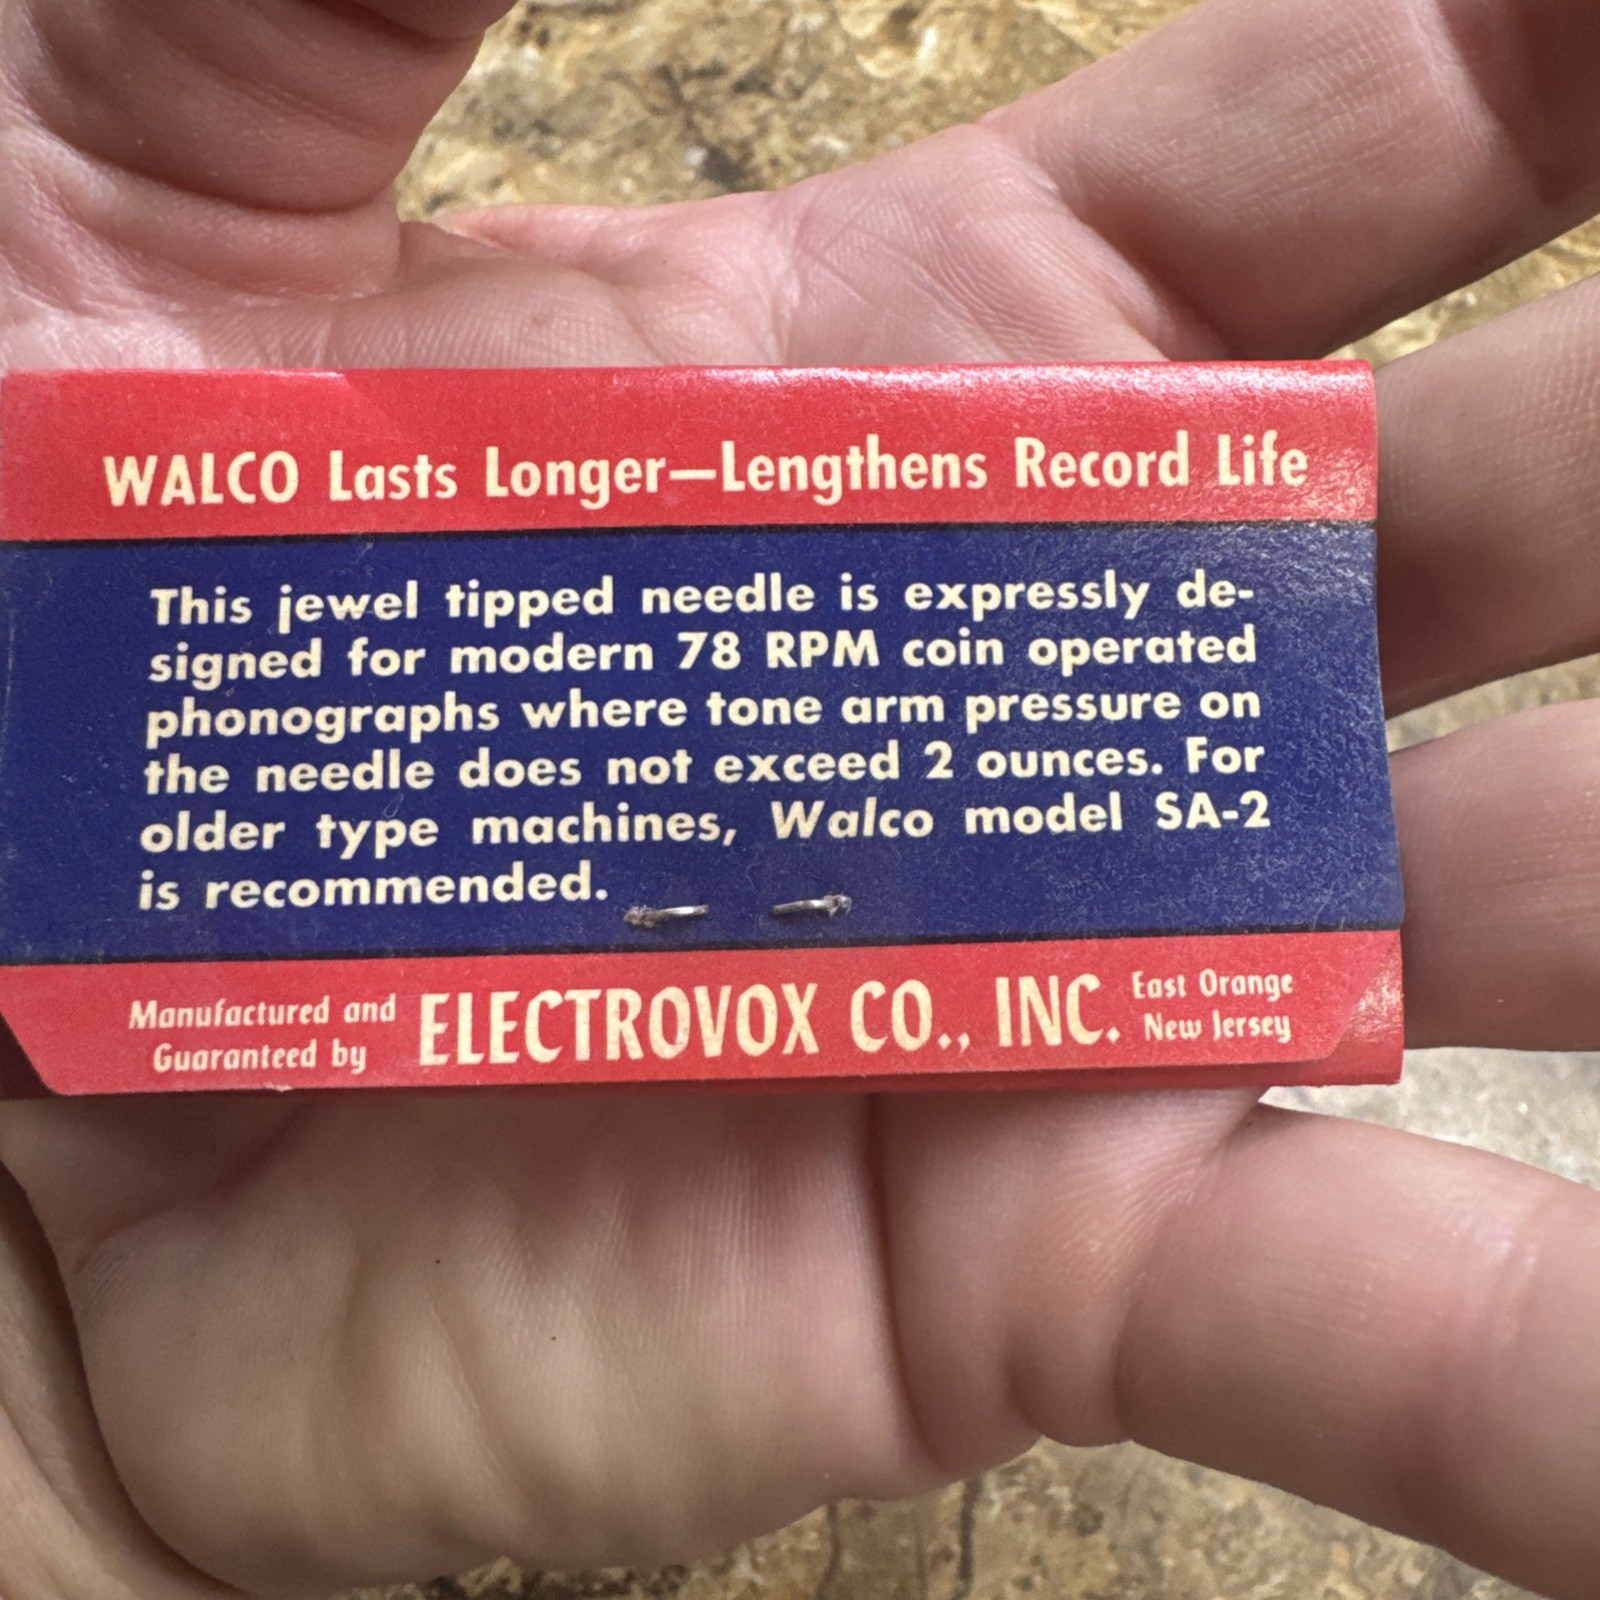 WALCO Lasts Longer—Lengthens Record Life
This jewel tipped needle is expressly de-
signed for modern 78 RPM coin operated
phonographs where tone arm pressure on
the needle does not exceed 2 ounces. For
older type machines, Walco model SA-2
is recommended.
Manufactured and
Guaranteed by
ELECTROVOX CO., INC.
East Orange
New Jersey